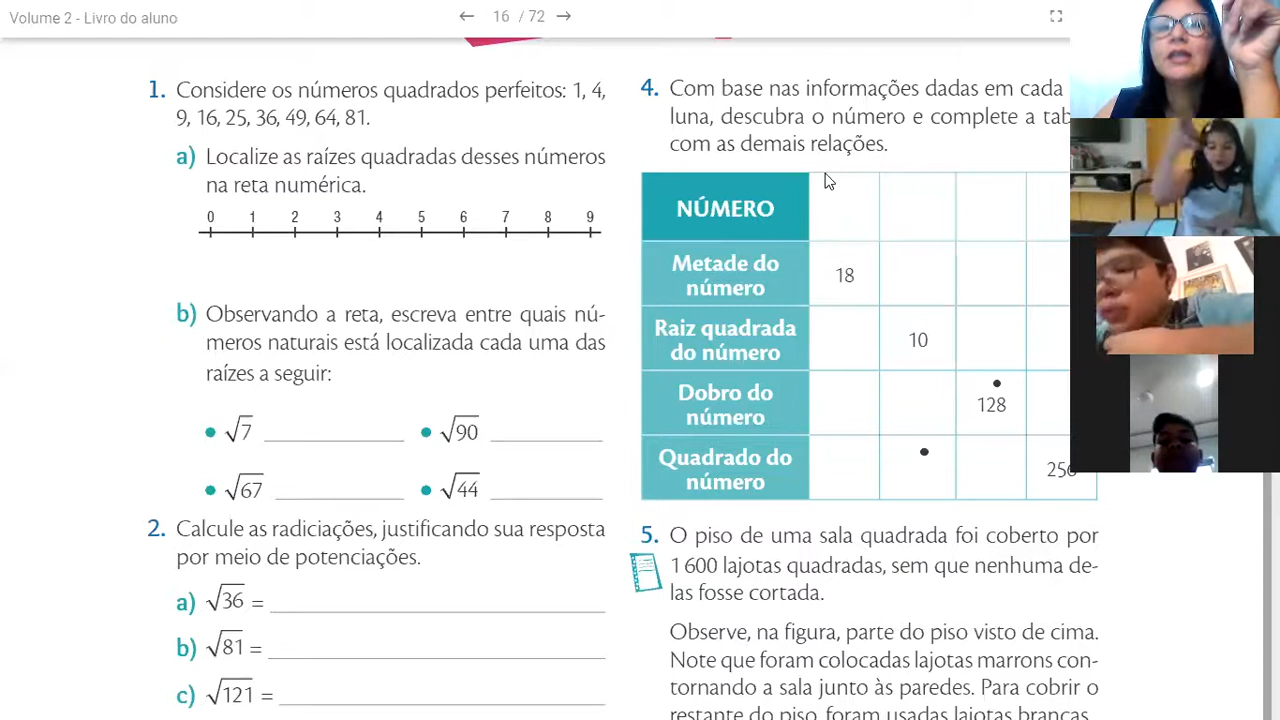 Volume 2 - Livro do aluno
16 / 72
1. Considere os números quadrados perfeitos: 1, 4,
9, 16, 25, 36, 49, 64, 81.
a) Localize as raízes quadradas desses números
na reta numérica.
0 1 2 3 4 5 6 7 8 9
b) Observando a reta, escreva entre quais nú-
meros naturais está localizada cada uma das
raízes a seguir:
• √7 • √90
• √67 • √44
2. Calcule as radiciações, justificando sua resposta
por meio de potenciações.
a) √36 =
b) √81 =
c) √121 =
4. Com base nas informações dadas em cada
luna, descubra o número e complete a tab
com as demais relações.
NÚMERO
Metade do
número
18
Raiz quadrada
do número
10
Dobro do
número
128
Quadrado do
número
5. O piso de uma sala quadrada foi coberto por
1 600 lajotas quadradas, sem que nenhuma de-
las fosse cortada.
Observe, na figura, parte do piso visto de cima.
Note que foram colocadas lajotas marrons con-
tornando a sala junto às paredes. Para cobrir o
restante do piso, foram usadas lajotas brancas.